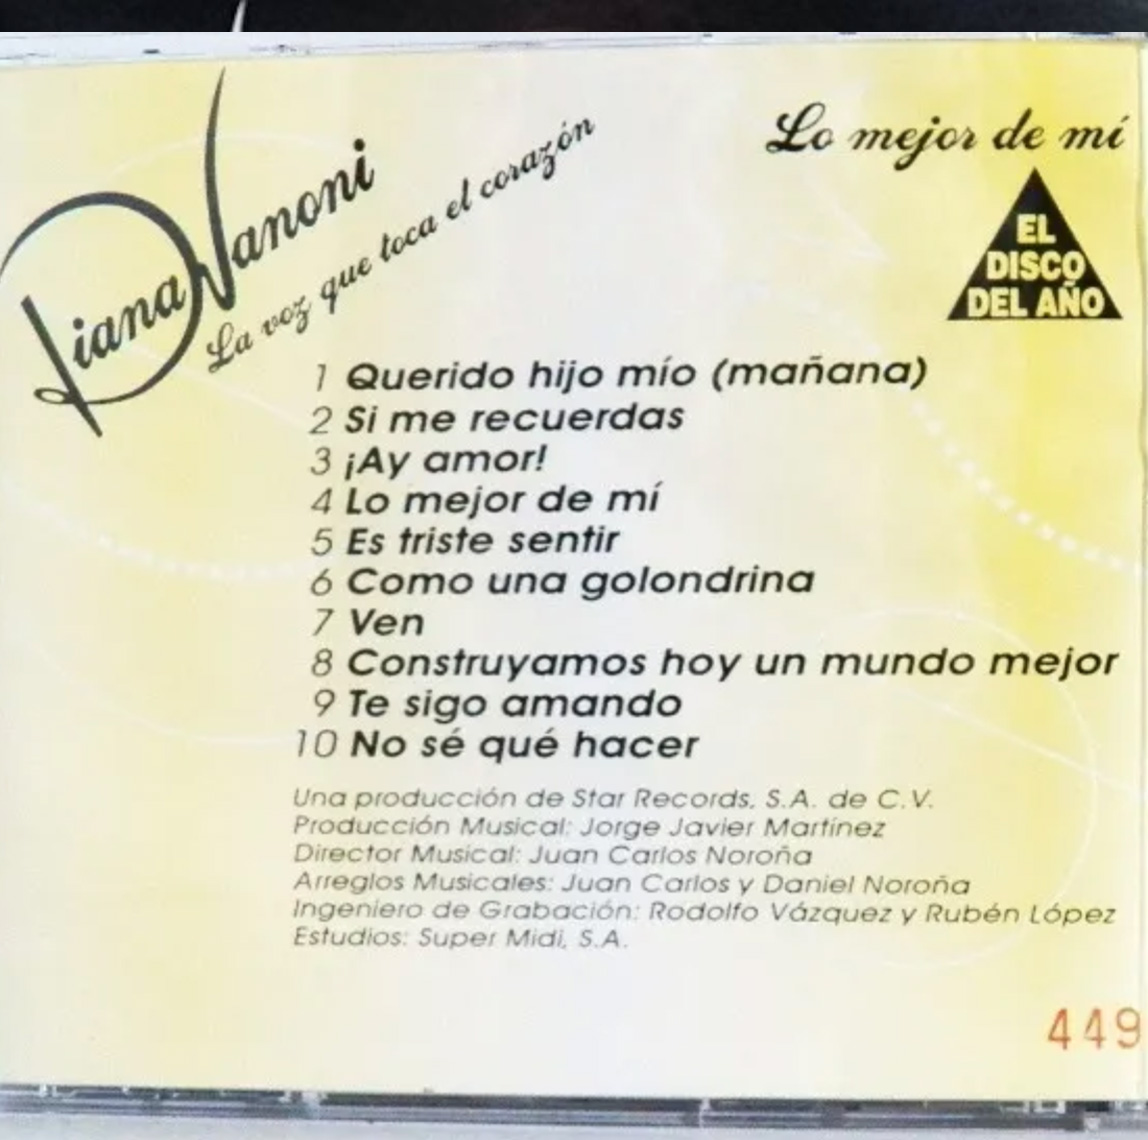 Diana Vanoni
La voz que toca el corazón
Lo mejor de mí
EL
DISCO
DEL AÑO
1 Querido hijo mío (mañana)
2 Si me recuerdas
3 ¡Ay amor!
4 Lo mejor de mí
5 Es triste sentir
6 Como una golondrina
7 Ven
8 Construyamos hoy un mundo mejor
9 Te sigo amando
10 No sé qué hacer
Una producción de Star Records, S.A. de C.V.
Producción Musical: Jorge Javier Martínez
Director Musical: Juan Carlos Noroña
Arreglos Musicales: Juan Carlos y Daniel Noroña
Ingeniero de Grabación: Rodolfo Vázquez y Rubén López
Estudios: Super Midi, S.A.
449